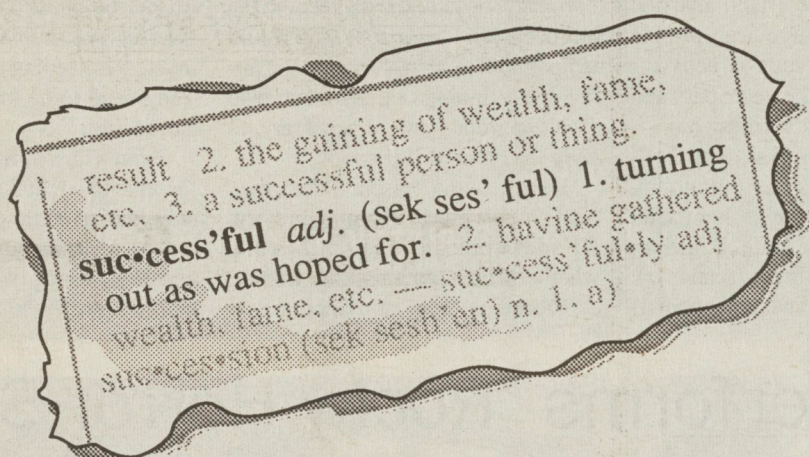 result 2. the gaining of wealth, fame,
etc. 3. a successful person or thing.
suc•cess'ful adj. (sek ses' ful) 1. turning
out as was hoped for. 2. havine gathered
wealth, fame, etc. — suc•cess'ful•ly adj
suc•ces•sion (sek sesh'en) n. 1. a)